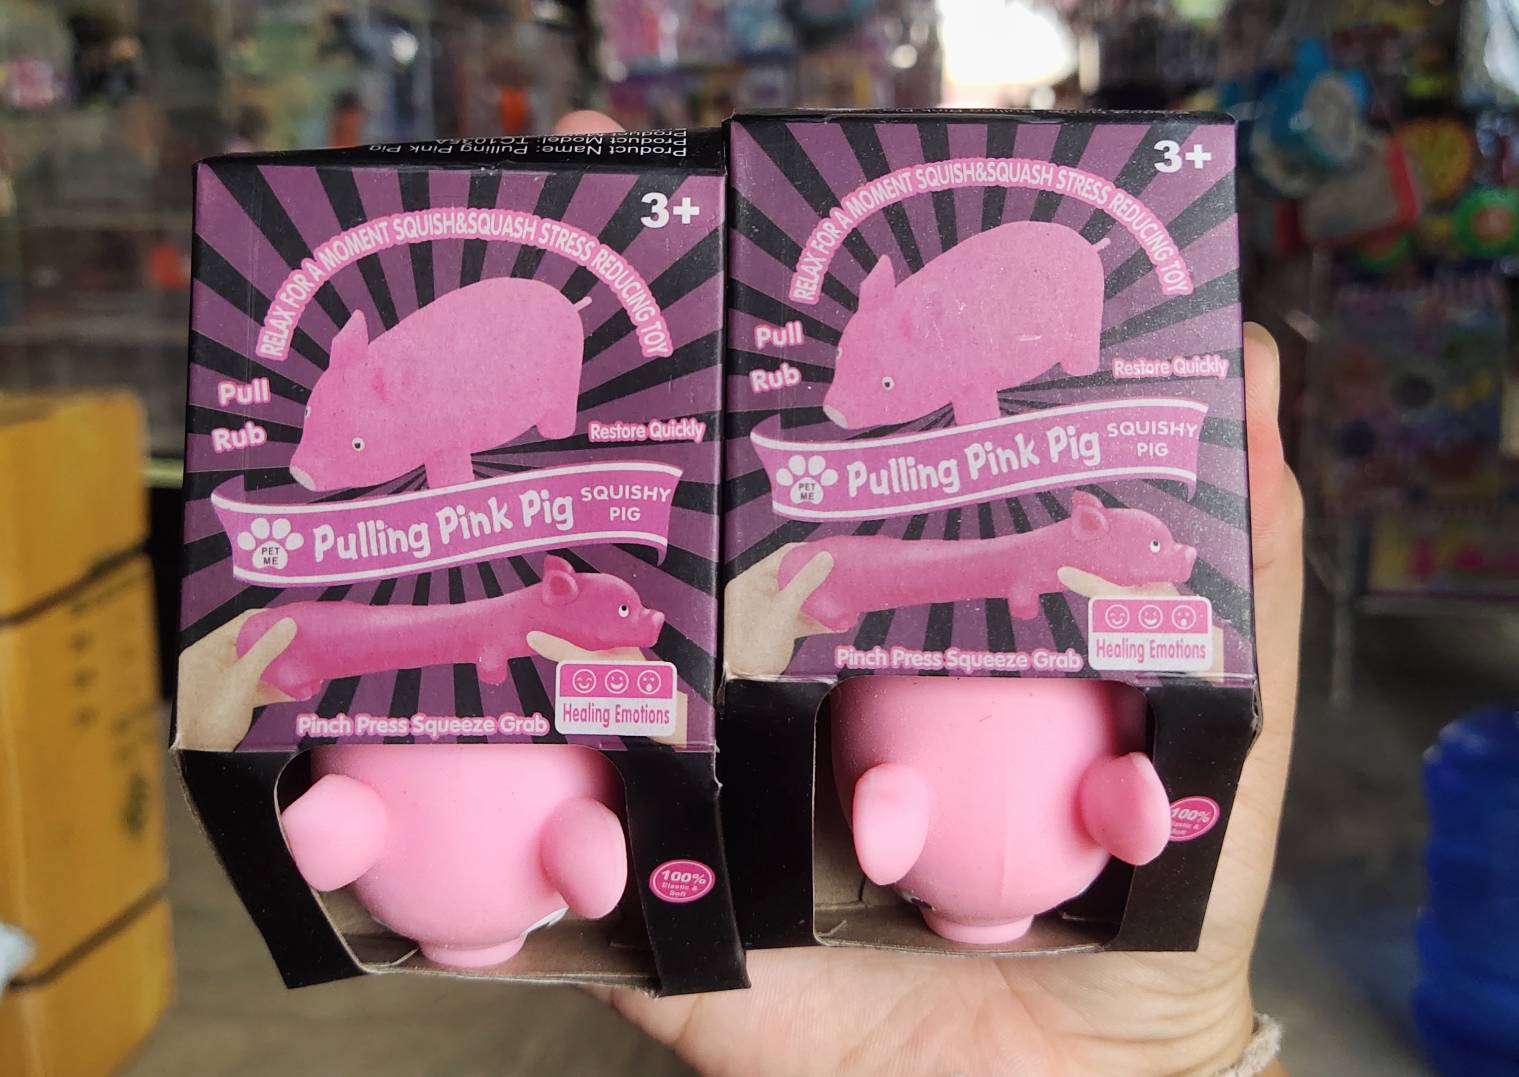 Product Name: Pulling Pink Pig
Product Model: TC1035A
3+
RELAX FOR A MOMENT SQUISH&SQUASH STRESS REDUCING TOY
Pull
Rub
Restore Quickly
PET
ME
Pulling Pink Pig
SQUISHY
PIG
Healing Emotions
Pinch Press Squeeze Grab
100%
Elastic &
Soft
3+
RELAX FOR A MOMENT SQUISH&SQUASH STRESS REDUCING TOY
Pull
Rub
Restore Quickly
PET
ME
Pulling Pink Pig
SQUISHY
PIG
Healing Emotions
Pinch Press Squeeze Grab
100%
Elastic &
Soft